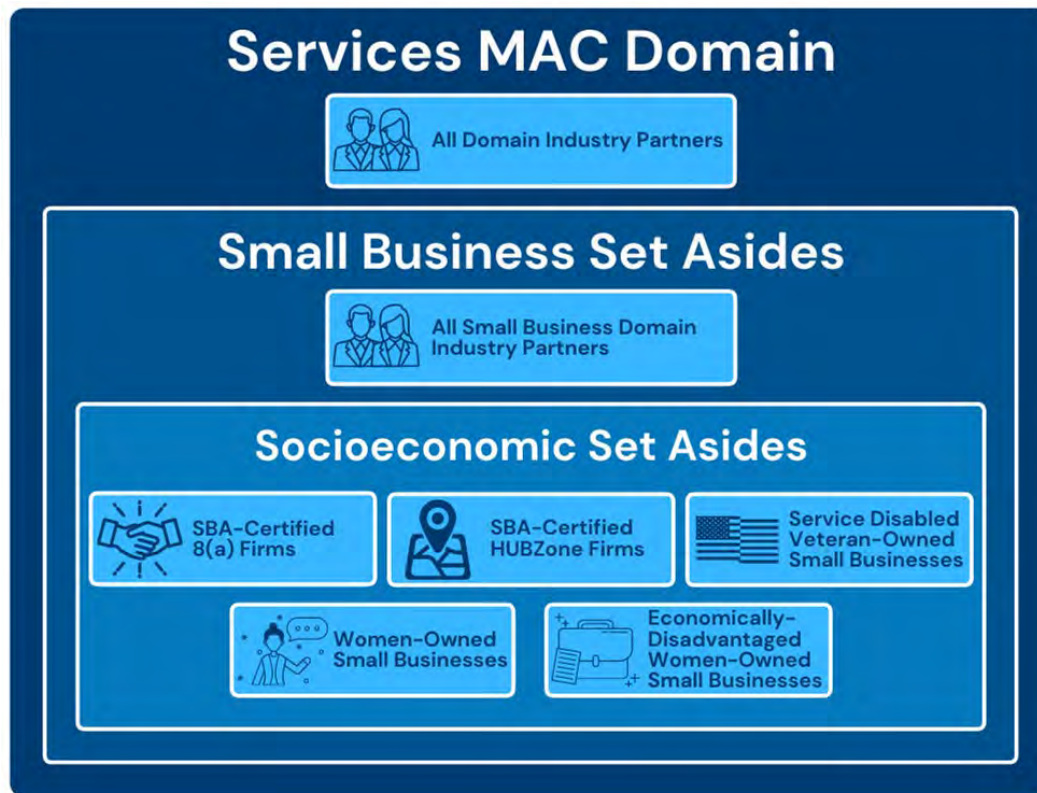 Services MAC Domain
All Domain Industry Partners
Small Business Set Asides
All Small Business Domain
Industry Partners
Socioeconomic Set Asides
SBA-Certified
8(a) Firms
SBA-Certified
HUBZone Firms
Service Disabled
Veteran-Owned
Small Businesses
Women-Owned
Small Businesses
Economically-
Disadvantaged
Women-Owned
Small Businesses